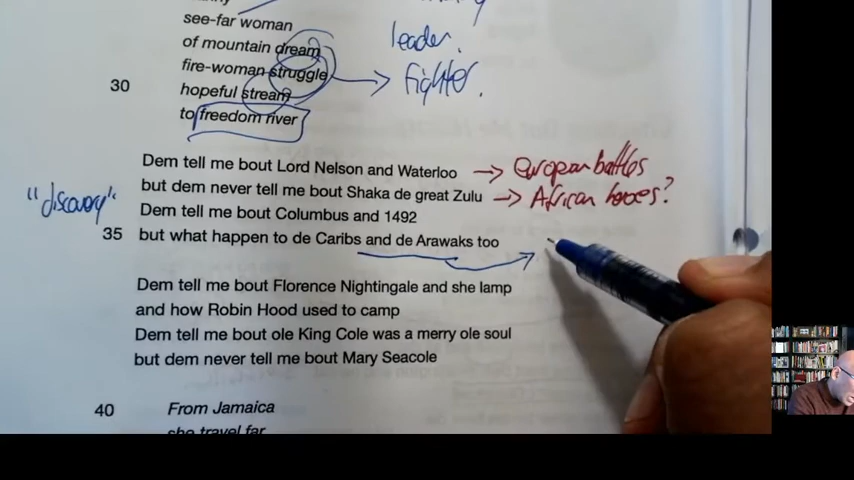 see-far woman
of mountain dream
leader.
fire-woman struggle
fighter.
30 hopeful stream
to freedom river
Dem tell me bout Lord Nelson and Waterloo → European battles
but dem never tell me bout Shaka de great Zulu → African heroes?
"discovery" Dem tell me bout Columbus and 1492
35 but what happen to de Caribs and de Arawaks too
Dem tell me bout Florence Nightingale and she lamp
and how Robin Hood used to camp
Dem tell me bout ole King Cole was a merry ole soul
but dem never tell me bout Mary Seacole
40 From Jamaica
she travel far